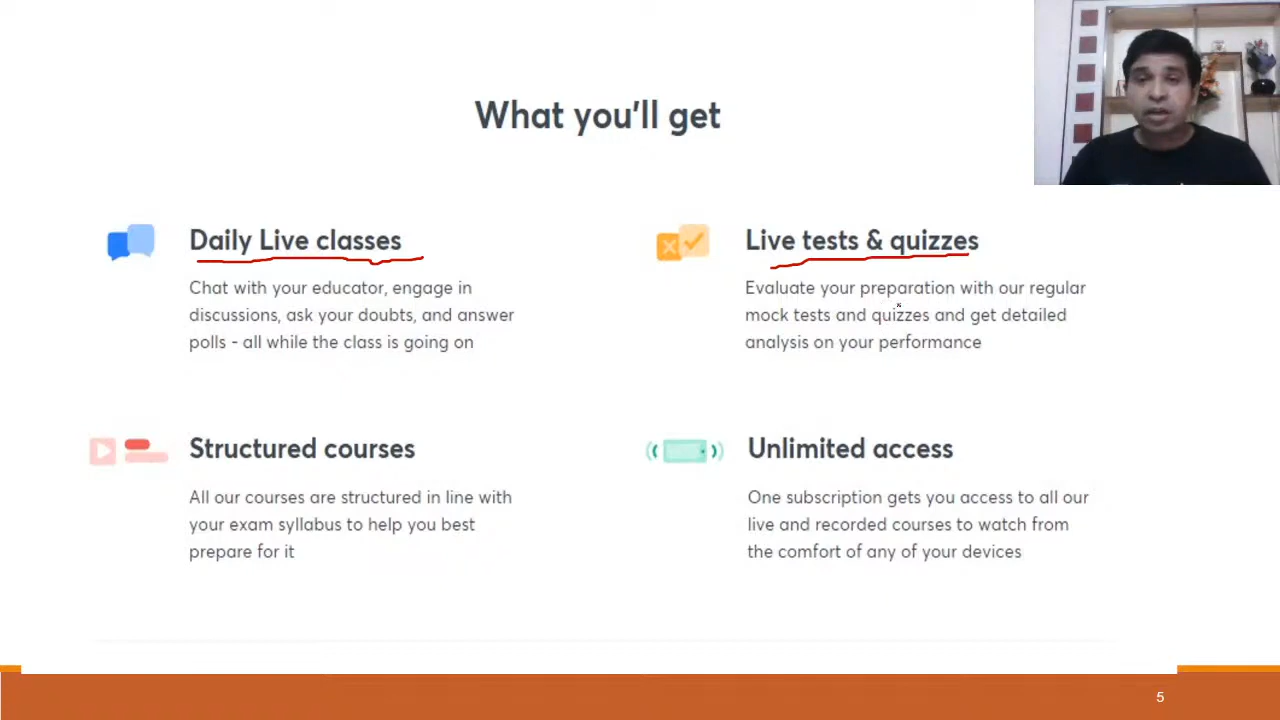 What you'll get
Daily Live classes
Chat with your educator, engage in
discussions, ask your doubts, and answer
polls - all while the class is going on
Live tests & quizzes
Evaluate your preparation with our regular
mock tests and quizzes and get detailed
analysis on your performance
Structured courses
All our courses are structured in line with
your exam syllabus to help you best
prepare for it
Unlimited access
One subscription gets you access to all our
live and recorded courses to watch from
the comfort of any of your devices
5